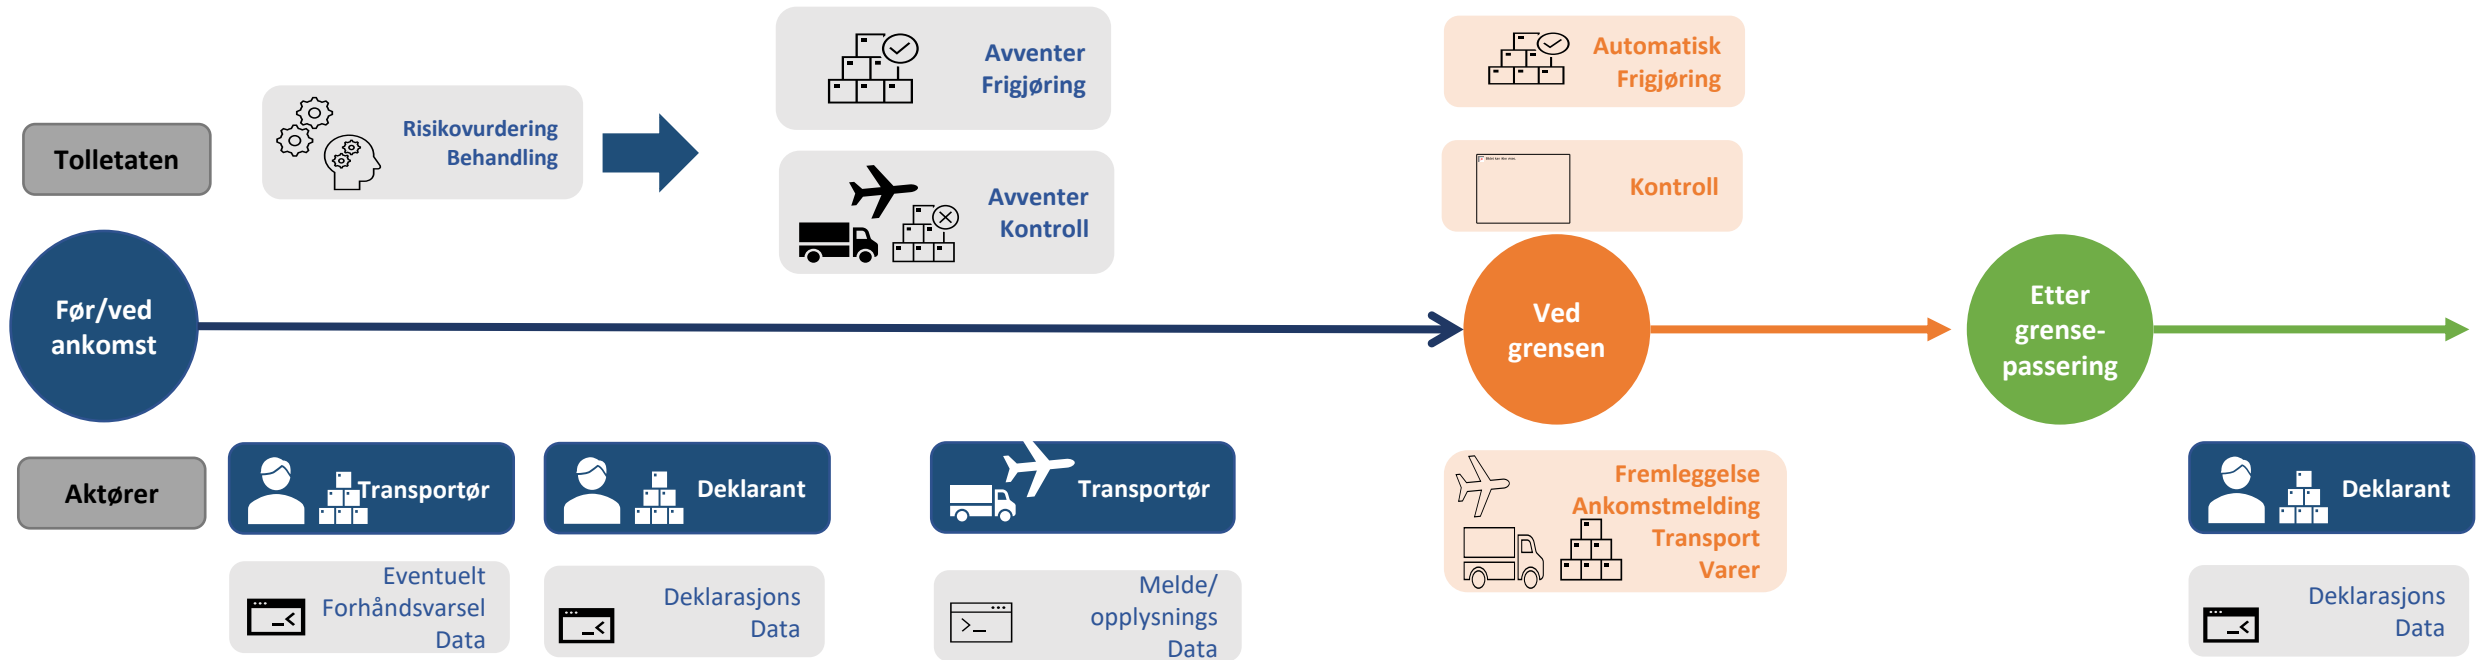 Avventer
Frigjøring
Automatisk
Frigjøring
Tolletaten
Risikovurdering
Behandling
Avventer
Kontroll
Kontroll
Før/ved
ankomst
Ved
grensen
Etter
grense-
passering
Aktører
Transportør
Deklarant
Transportør
Fremleggelse
Ankomstmelding
Transport
Varer
Deklarant
Eventuelt
Forhåndsvarsel
Data
Deklarasjons
Data
Melde/
opplysnings
Data
Deklarasjons
Data